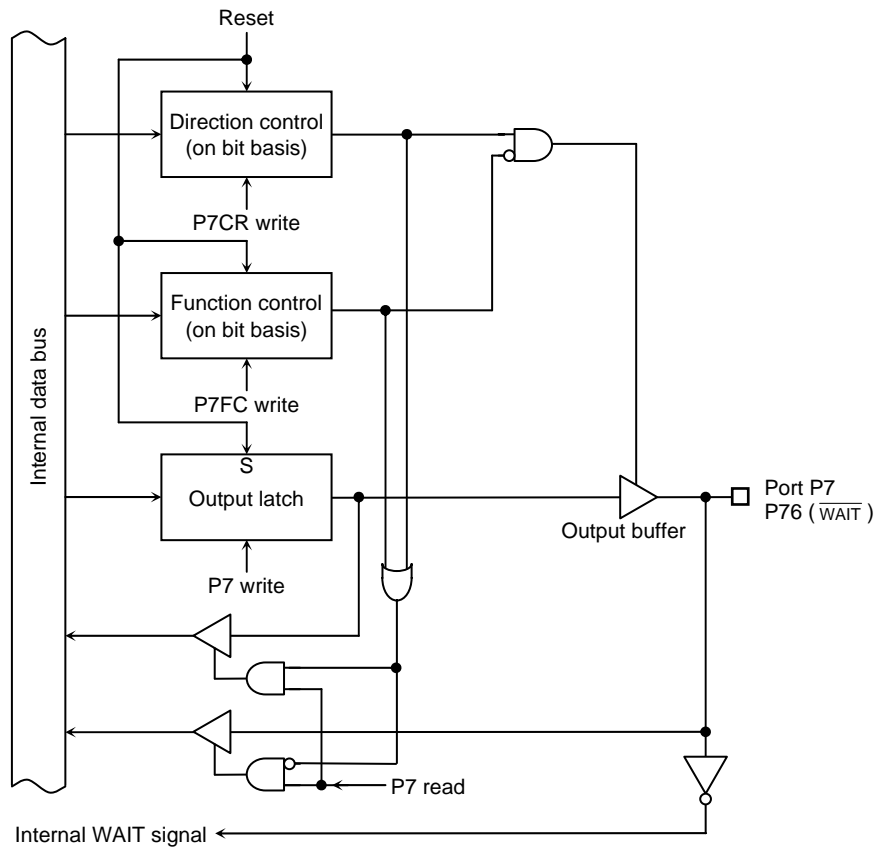 Reset
Direction control
(on bit basis)
P7CR write
Internal data bus
Function control
(on bit basis)
P7FC write
S
Output latch
P7 write
Output buffer
Port P7
P76 ( WAIT )
P7 read
Internal WAIT signal